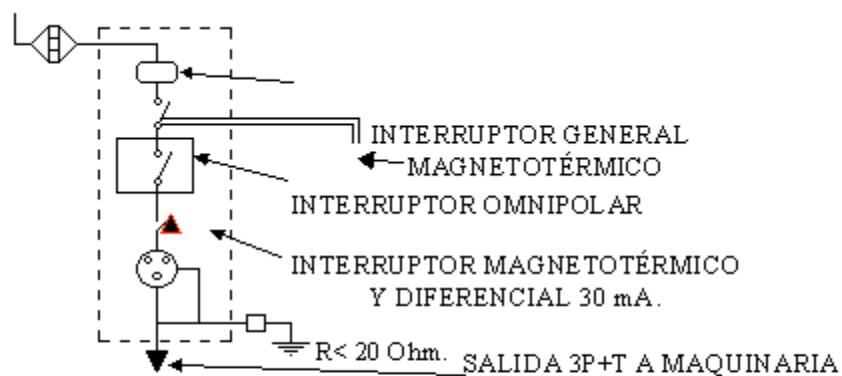 INTERRUPTOR GENERAL
MAGNETOTÉRMICO
INTERRUPTOR OMNIPOLAR
INTERRUPTOR MAGNETOTÉRMICO
Y DIFERENCIAL 30 mA.
R< 20 Ohm.
SALIDA 3P+T A MAQUINARIA